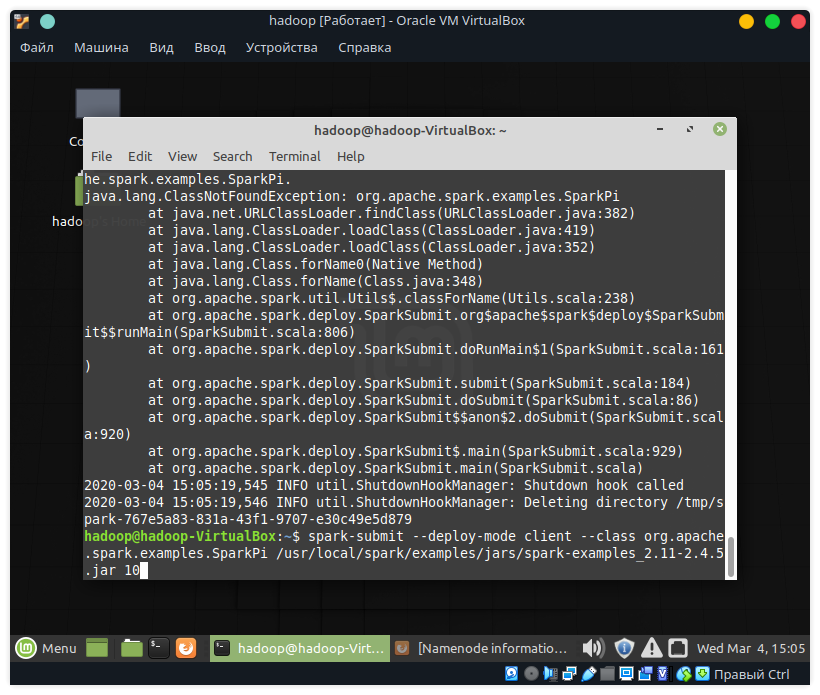 hadoop [Работает] - Oracle VM VirtualBox
Файл Машина Вид Ввод Устройства Справка
hadoop@hadoop-VirtualBox: ~
File Edit View Search Terminal Help
he.spark.examples.SparkPi.
java.lang.ClassNotFoundException: org.apache.spark.examples.SparkPi
at java.net.URLClassLoader.findClass(URLClassLoader.java:382)
at java.lang.ClassLoader.loadClass(ClassLoader.java:419)
at java.lang.ClassLoader.loadClass(ClassLoader.java:352)
at java.lang.Class.forName0(Native Method)
at java.lang.Class.forName(Class.java:348)
at org.apache.spark.util.Utils$.classForName(Utils.scala:238)
at org.apache.spark.deploy.SparkSubmit.org$apache$spark$deploy$SparkSubm
it$$runMain(SparkSubmit.scala:806)
at org.apache.spark.deploy.SparkSubmit.doRunMain$1(SparkSubmit.scala:161
)
at org.apache.spark.deploy.SparkSubmit.submit(SparkSubmit.scala:184)
at org.apache.spark.deploy.SparkSubmit.doSubmit(SparkSubmit.scala:86)
at org.apache.spark.deploy.SparkSubmit$$anon$2.doSubmit(SparkSubmit.scal
a:920)
at org.apache.spark.deploy.SparkSubmit$.main(SparkSubmit.scala:929)
at org.apache.spark.deploy.SparkSubmit.main(SparkSubmit.scala)
2020-03-04 15:05:19,545 INFO util.ShutdownHookManager: Shutdown hook called
2020-03-04 15:05:19,546 INFO util.ShutdownHookManager: Deleting directory /tmp/s
park-767e5a83-831a-43f1-9707-e30c49e5d879
hadoop@hadoop-VirtualBox:~$ spark-submit --deploy-mode client --class org.apache
.spark.examples.SparkPi /usr/local/spark/examples/jars/spark-examples_2.11-2.4.5
.jar 10
Co
hadoop's Home
Menu hadoop@hadoop-Virt... [Namenode informatio... Wed Mar 4, 15:05
Правый Ctrl